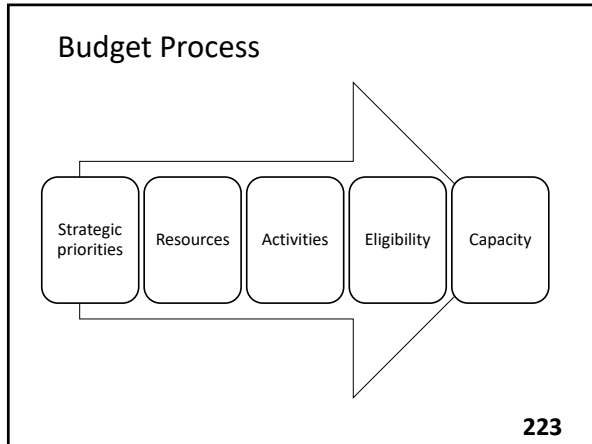 Budget Process
Strategic
priorities
Resources
Activities
Eligibility
Capacity
223